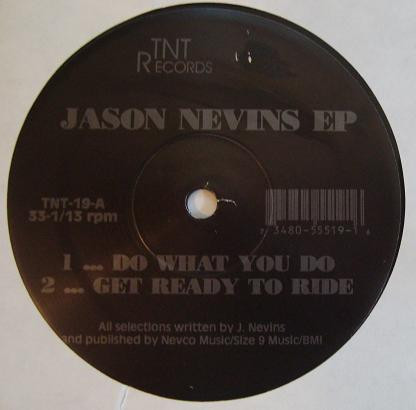 TNT
RECORDS
JASON NEVINS EP
TNT-19-A
33-1/13 rpm
7 3480-55519-1 6
1 ... DO WHAT YOU DO
2 ... GET READY TO RIDE
All selections written by J. Nevins
and published by Nevco Music/Size 9 Music/BMI